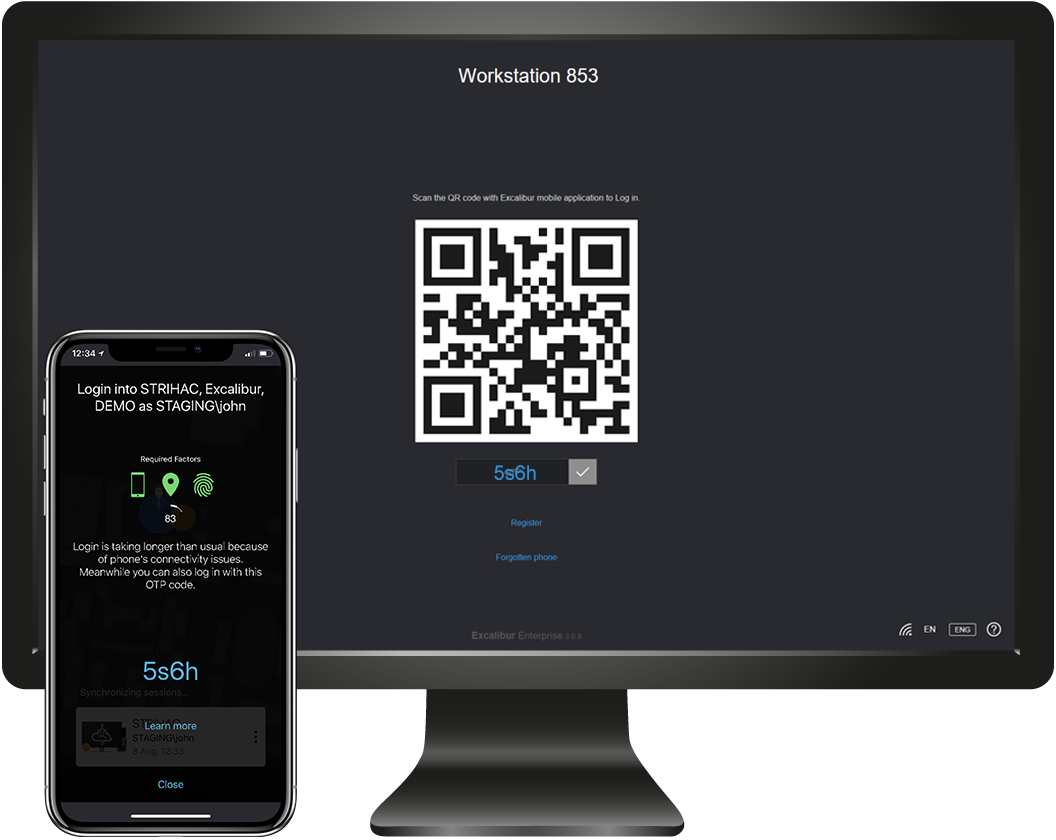 Workstation 853
Scan the QR code with Excalibur mobile application to Log in.
5s6h
Register
Forgotten phone
Excalibur Enterprise
EN
ENG
?
12:34
Login into STRIHAC, Excalibur,
DEMO as STAGING\john
Required Factors
83
Login is taking longer than usual because
of phone's connectivity issues.
Meanwhile you can also log in with this
OTP code.
5s6h
Synchronizing sessions...
STRIHAC
Learn more
STAGING\john
8 Aug, 12:33
Close